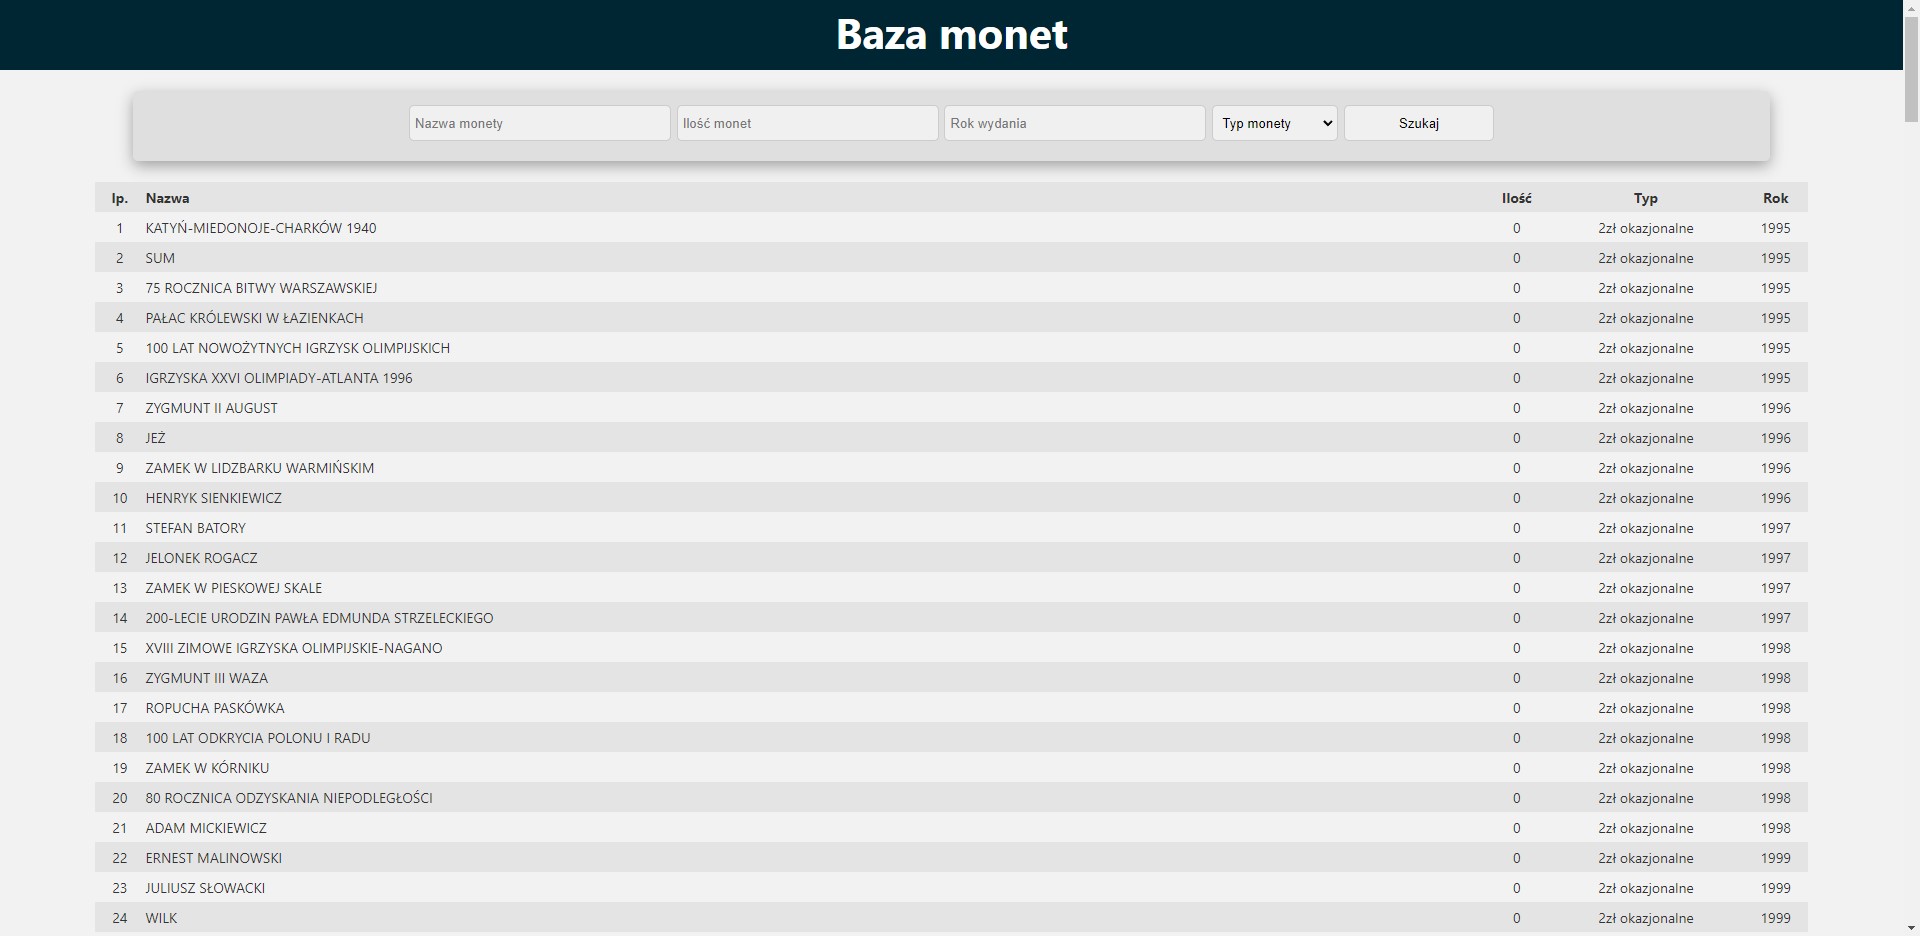 Baza monet
Nazwa monety Ilość monet Rok wydania Typ monety Szukaj
lp. Nazwa Ilość Typ Rok
1 KATYŃ-MIEDONOJE-CHARKÓW 1940 0 2zł okazjonalne 1995
2 SUM 0 2zł okazjonalne 1995
3 75 ROCZNICA BITWY WARSZAWSKIEJ 0 2zł okazjonalne 1995
4 PAŁAC KRÓLEWSKI W ŁAZIENKACH 0 2zł okazjonalne 1995
5 100 LAT NOWOŻYTNYCH IGRZYSK OLIMPIJSKICH 0 2zł okazjonalne 1995
6 IGRZYSKA XXVI OLIMPIADY-ATLANTA 1996 0 2zł okazjonalne 1995
7 ZYGMUNT II AUGUST 0 2zł okazjonalne 1996
8 JEŻ 0 2zł okazjonalne 1996
9 ZAMEK W LIDZBARKU WARMIŃSKIM 0 2zł okazjonalne 1996
10 HENRYK SIENKIEWICZ 0 2zł okazjonalne 1996
11 STEFAN BATORY 0 2zł okazjonalne 1997
12 JELONEK ROGACZ 0 2zł okazjonalne 1997
13 ZAMEK W PIESKOWEJ SKALE 0 2zł okazjonalne 1997
14 200-LECIE URODZIN PAWŁA EDMUNDA STRZELECKIEGO 0 2zł okazjonalne 1997
15 XVIII ZIMOWE IGRZYSKA OLIMPIJSKIE-NAGANO 0 2zł okazjonalne 1998
16 ZYGMUNT III WAZA 0 2zł okazjonalne 1998
17 ROPUCHA PASKÓWKA 0 2zł okazjonalne 1998
18 100 LAT ODKRYCIA POLONU I RADU 0 2zł okazjonalne 1998
19 ZAMEK W KÓRNIKU 0 2zł okazjonalne 1998
20 80 ROCZNICA ODZYSKANIA NIEPODLEGŁOŚCI 0 2zł okazjonalne 1998
21 ADAM MICKIEWICZ 0 2zł okazjonalne 1998
22 ERNEST MALINOWSKI 0 2zł okazjonalne 1999
23 JULIUSZ SŁOWACKI 0 2zł okazjonalne 1999
24 WILK 0 2zł okazjonalne 1999